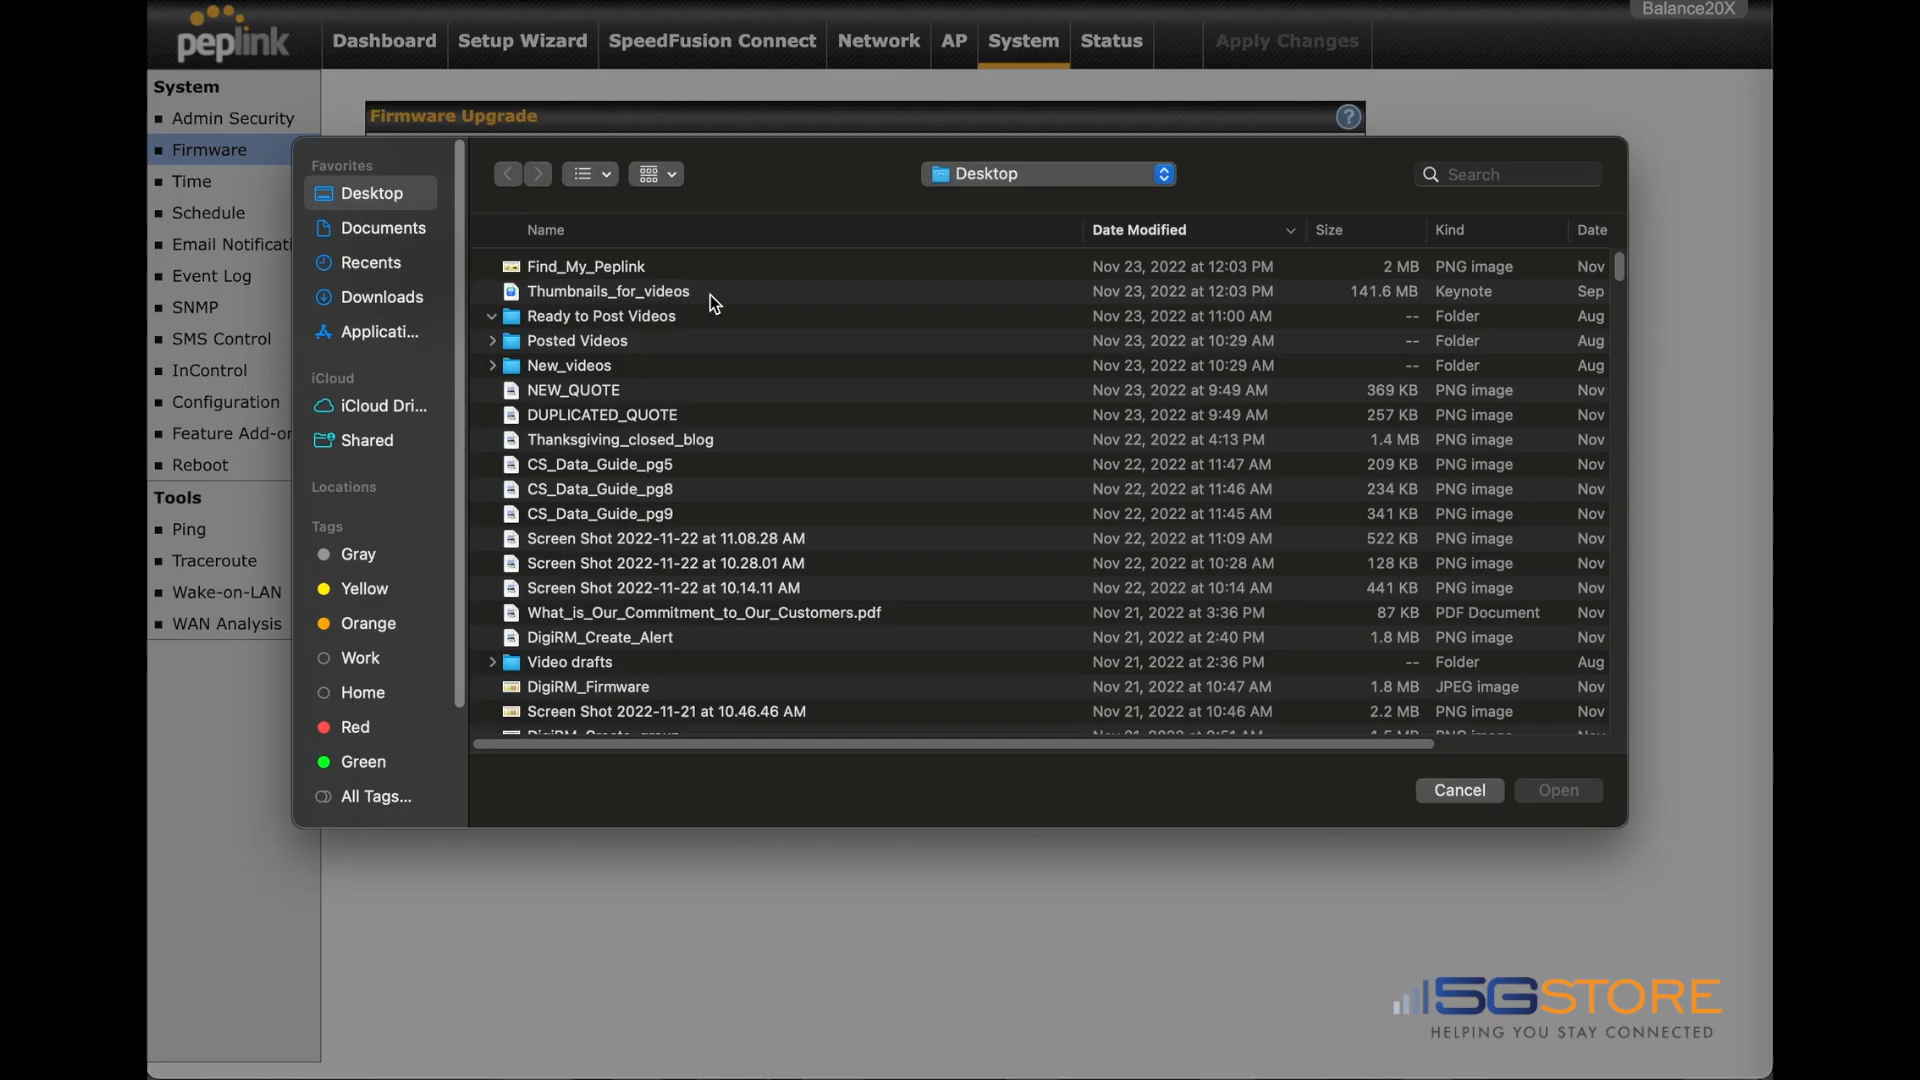 Balance20X
peplink
Dashboard
Setup Wizard
SpeedFusion Connect
Network
AP
System
Status
Apply Changes
System
Admin Security
Firmware
Time
Schedule
Email Notificati
Event Log
SNMP
SMS Control
InControl
Configuration
Feature Add-or
Reboot
Tools
Ping
Traceroute
Wake-on-LAN
WAN Analysis
Firmware Upgrade
?
Favorites
Desktop
Documents
Recents
Downloads
Applicati...
iCloud
iCloud Dri...
Shared
Locations
Tags
Gray
Yellow
Orange
Work
Home
Red
Green
All Tags...
Desktop
Search
Name Date Modified Size Kind Date
Find_My_Peplink Nov 23, 2022 at 12:03 PM 2 MB PNG image Nov
Thumbnails_for_videos Nov 23, 2022 at 12:03 PM 141.6 MB Keynote Sep
Ready to Post Videos Nov 23, 2022 at 11:00 AM -- Folder Aug
Posted Videos Nov 23, 2022 at 10:29 AM -- Folder Aug
New_videos Nov 23, 2022 at 10:29 AM -- Folder Aug
NEW_QUOTE Nov 23, 2022 at 9:49 AM 369 KB PNG image Nov
DUPLICATED_QUOTE Nov 23, 2022 at 9:49 AM 257 KB PNG image Nov
Thanksgiving_closed_blog Nov 22, 2022 at 4:13 PM 1.4 MB PNG image Nov
CS_Data_Guide_pg5 Nov 22, 2022 at 11:47 AM 209 KB PNG image Nov
CS_Data_Guide_pg8 Nov 22, 2022 at 11:46 AM 234 KB PNG image Nov
CS_Data_Guide_pg9 Nov 22, 2022 at 11:45 AM 341 KB PNG image Nov
Screen Shot 2022-11-22 at 11.08.28 AM Nov 22, 2022 at 11:09 AM 522 KB PNG image Nov
Screen Shot 2022-11-22 at 10.28.01 AM Nov 22, 2022 at 10:28 AM 128 KB PNG image Nov
Screen Shot 2022-11-22 at 10.14.11 AM Nov 22, 2022 at 10:14 AM 441 KB PNG image Nov
What_is_Our_Commitment_to_Our_Customers.pdf Nov 21, 2022 at 3:36 PM 87 KB PDF Document Nov
DigiRM_Create_Alert Nov 21, 2022 at 2:40 PM 1.8 MB PNG image Nov
Video drafts Nov 21, 2022 at 2:36 PM -- Folder Aug
DigiRM_Firmware Nov 21, 2022 at 10:47 AM 1.8 MB JPEG image Nov
Screen Shot 2022-11-21 at 10.46.46 AM Nov 21, 2022 at 10:46 AM 2.2 MB PNG image Nov
Cancel
Open
5GSTORE
HELPING YOU STAY CONNECTED